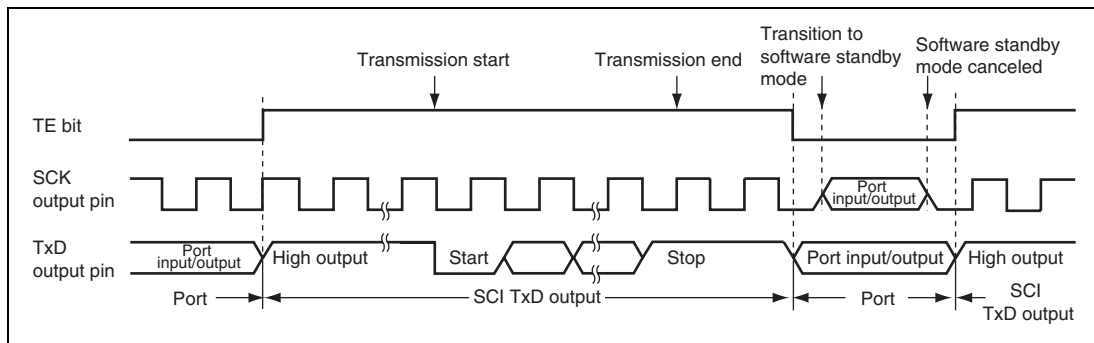 Transmission start
Transmission end
Transition to
software standby
mode
Software standby
mode canceled
TE bit
SCK
output pin
Port
input/output
TxD
output pin
Port
input/output
High output
Start
Stop
Port input/output
High output
Port
SCI TxD output
Port
SCI
TxD output